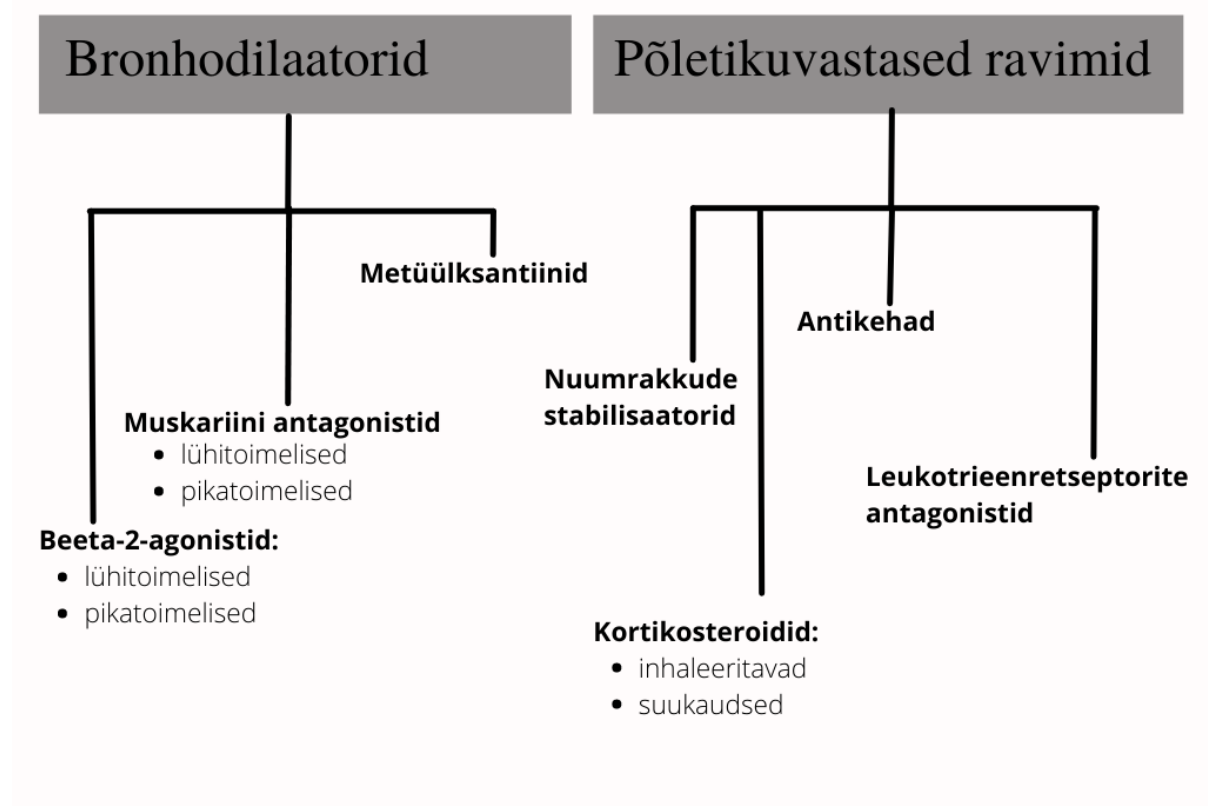 Bronhodilaatorid
Metüülksantiinid
Muskariini antagonistid
• lühitoimelised
• pikatoimelised
Beeta-2-agonistid:
• lühitoimelised
• pikatoimelised
Põletikuvastased ravimid
Antikehad
Nuumrakkude
stabilisaatorid
Leukotrieenretseptorite
antagonistid
Kortikosteroidid:
• inhaleeritavad
• suukaudsed